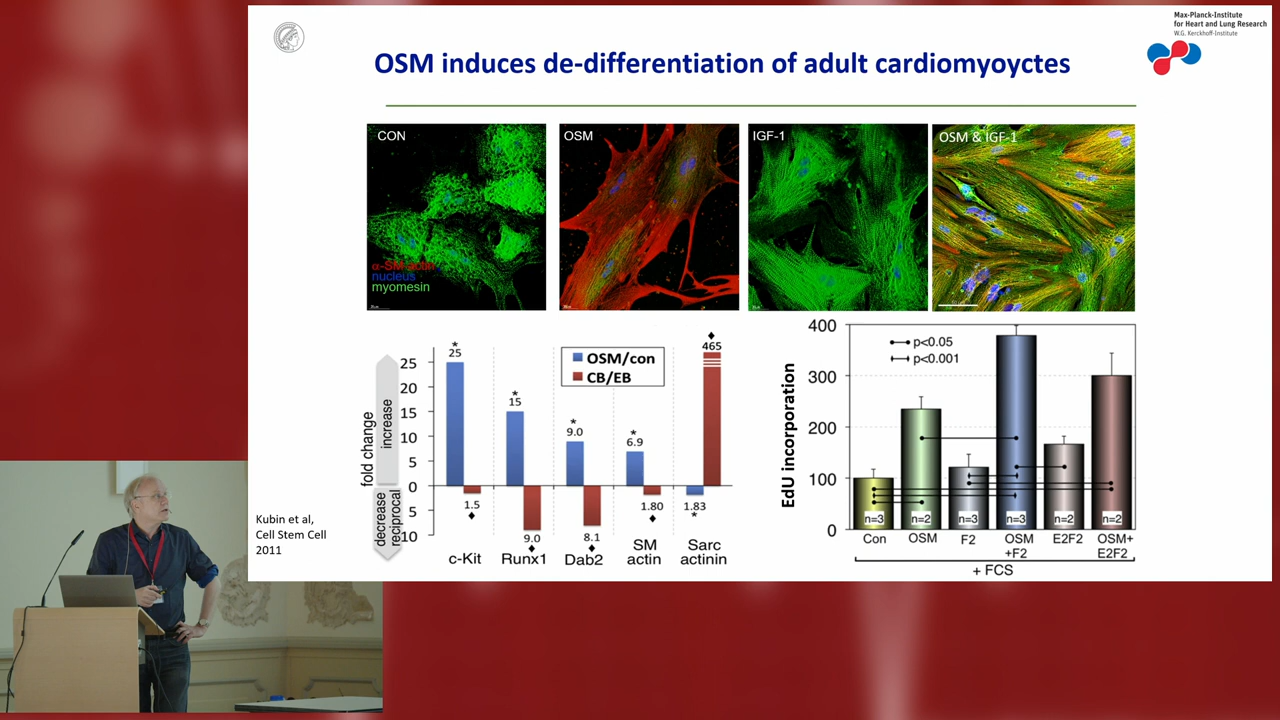 Max-Planck-Institute
for Heart and Lung Research
W.G. Kerckhoff-Institute
OSM induces de-differentiation of adult cardiomyoyctes
CON
OSM
IGF-1
OSM & IGF-1
α-SM-actin
nucleus
myomesin
fold change
increase
decrease
reciprocal
25
20
15
10
5
0
5
10
OSM/con
CB/EB
*
25
*
15
*
9.0
*
6.9
465
1.5
9.0
8.1
1.80
1.83
*
c-Kit
Runx1
Dab2
SM
actin
Sarc
actinin
Kubin et al,
Cell Stem Cell
2011
EdU incorporation
400
300
200
100
0
p<0.05
p<0.001
n=3
n=2
n=3
n=3
n=2
n=2
Con
OSM
F2
OSM
+F2
E2F2
OSM+
E2F2
+ FCS